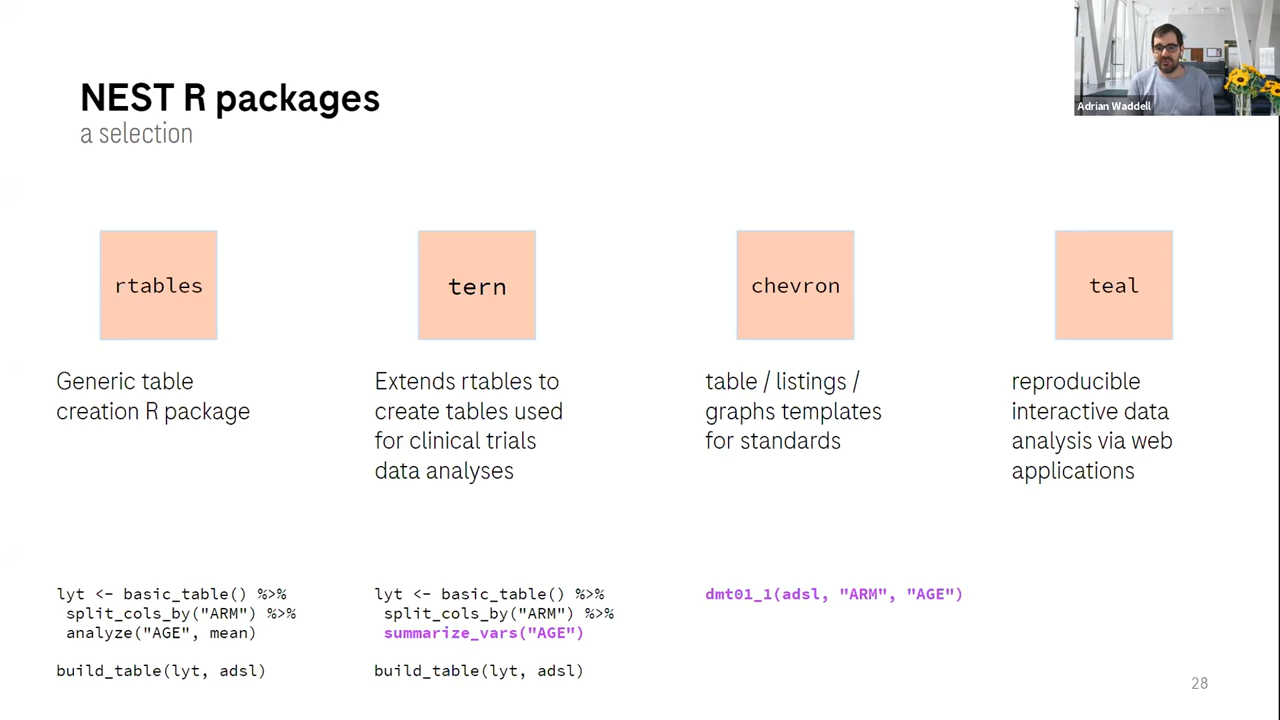 NEST R packages
a selection
Adrian Waddell
rtables
Generic table
creation R package
lyt <- basic_table() %>%
split_cols_by("ARM") %>%
analyze("AGE", mean)
build_table(lyt, adsl)
tern
Extends rtables to
create tables used
for clinical trials
data analyses
lyt <- basic_table() %>%
split_cols_by("ARM") %>%
summarize_vars("AGE")
build_table(lyt, adsl)
chevron
table / listings /
graphs templates
for standards
dmt01_1(adsl, "ARM", "AGE")
teal
reproducible
interactive data
analysis via web
applications
28